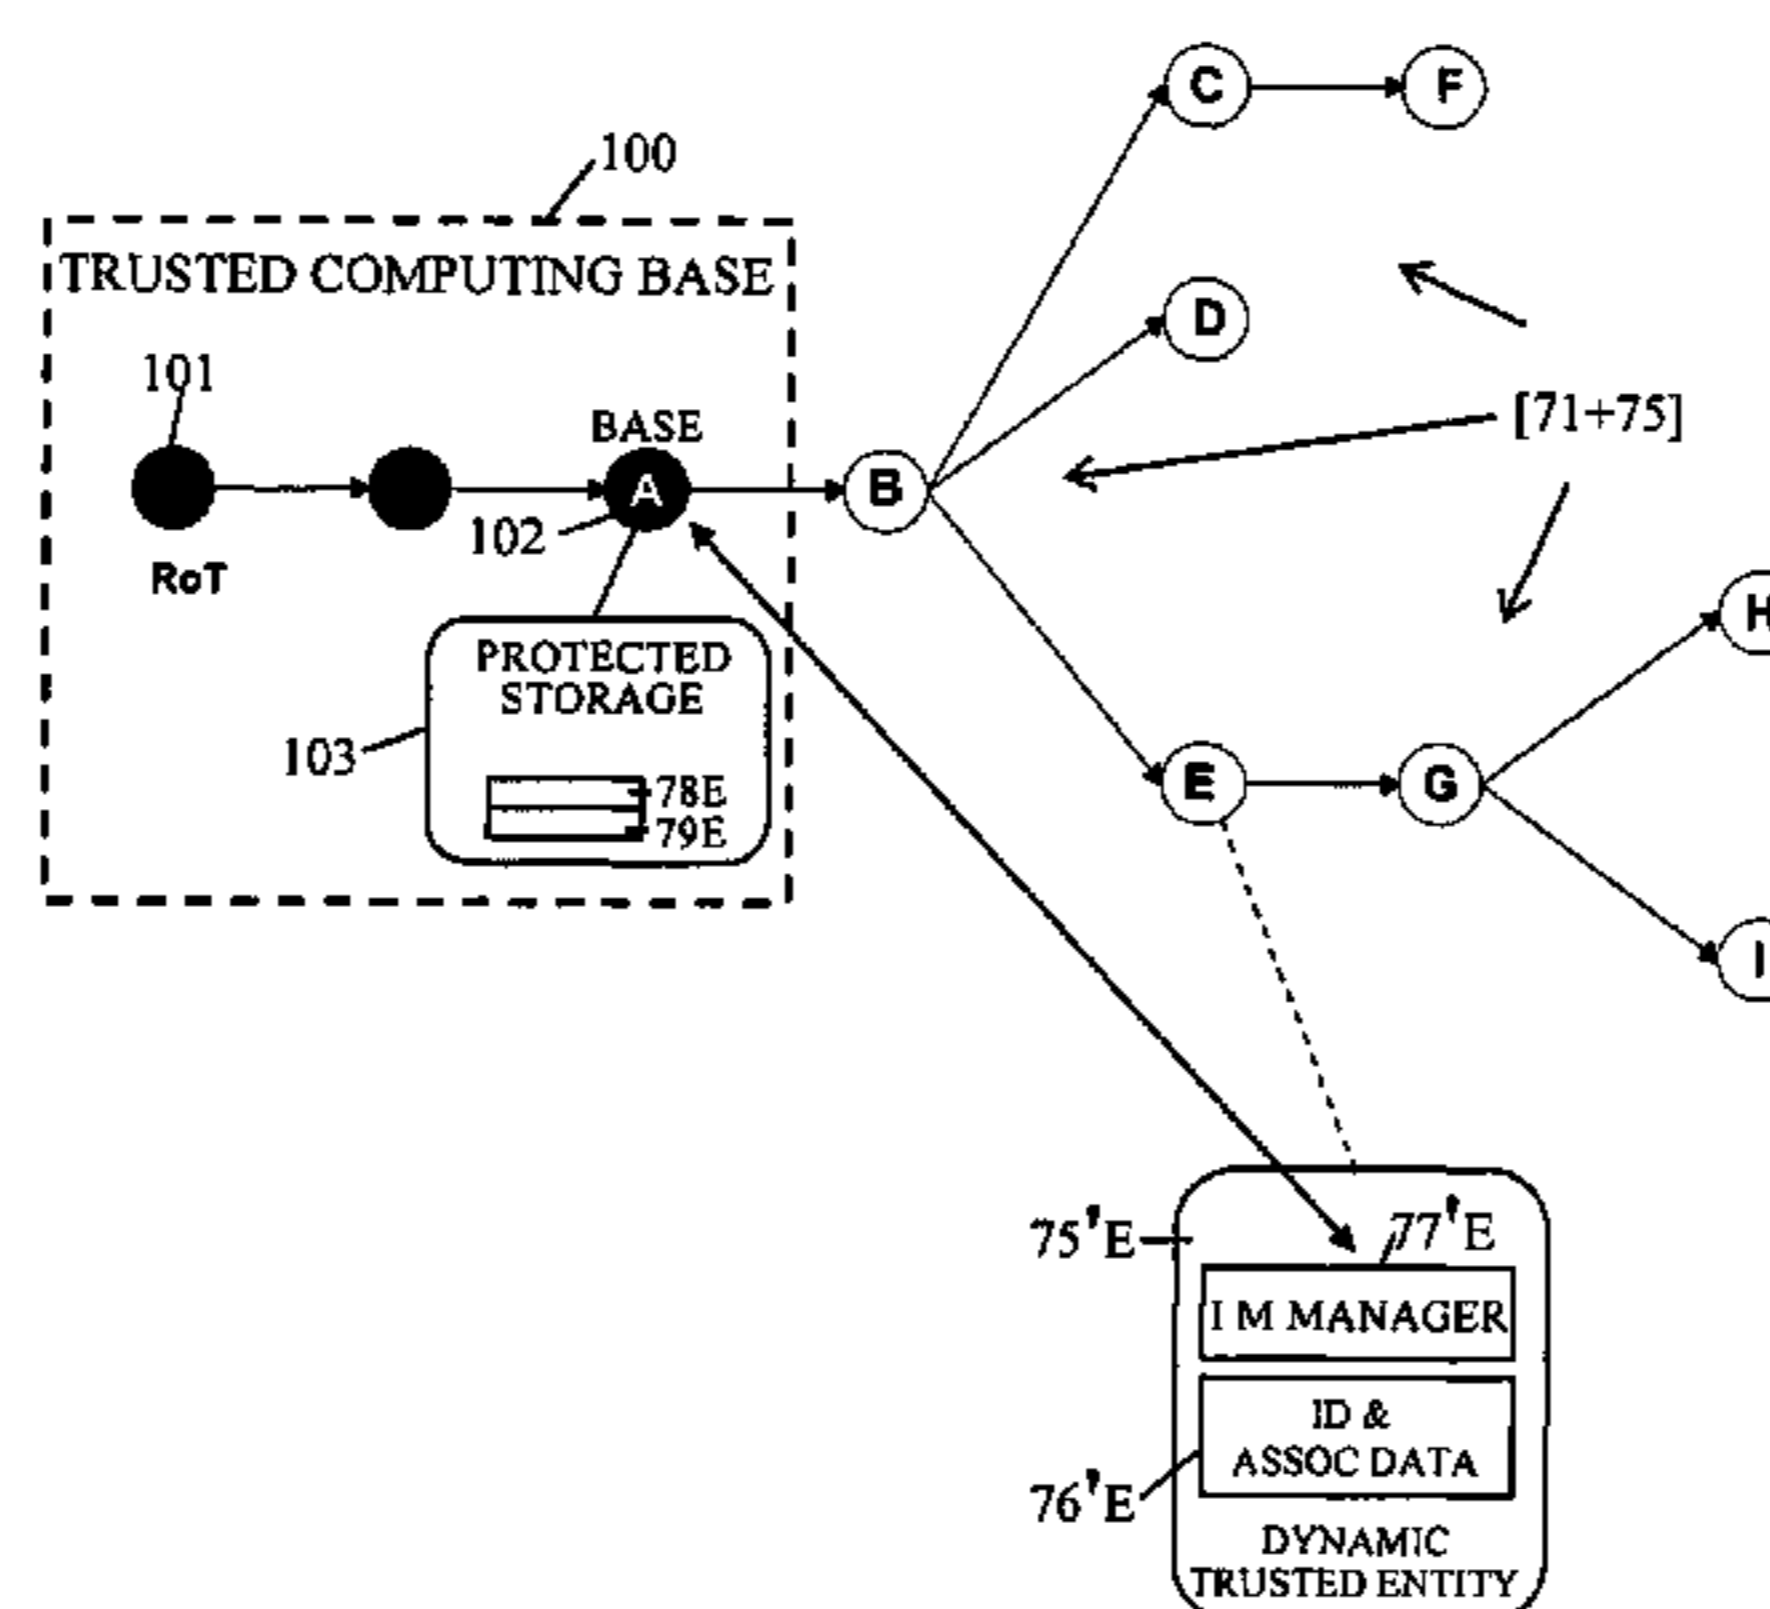 C
F
100
TRUSTED COMPUTING BASE
D
101
[71+75]
BASE
A
B
102
RoT
H
PROTECTED
STORAGE
103
78E
79E
E
G
I
75'E
77'E
I M MANAGER
ID &
ASSOC DATA
76'E
DYNAMIC
TRUSTED ENTITY